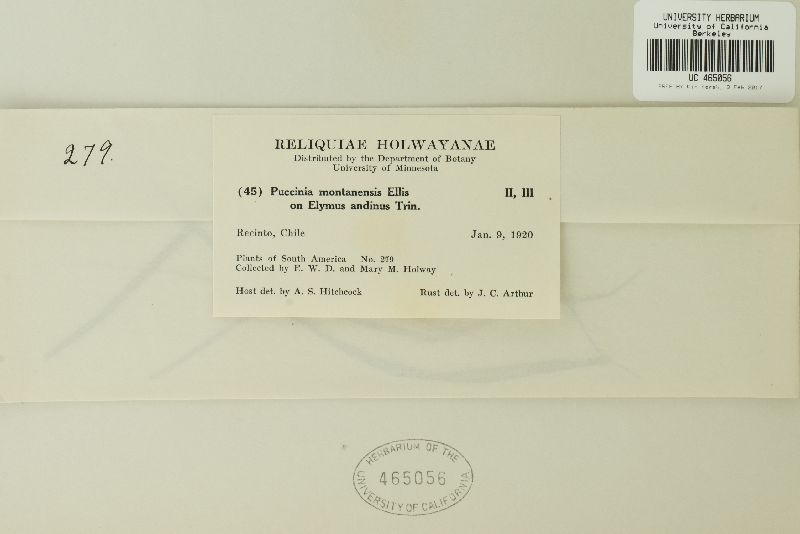 UNIVERSITY HERBARIUM
University of California
Berkeley
UC 465056
279.
RELIQUIAE HOLWAYANAE
Distributed by the Department of Botany
University of Minnesota
(45) Puccinia montanensis Ellis II, III
on Elymus andinus Trin.
Recinto, Chile Jan. 9, 1920
Plants of South America No. 279
Collected by E. W. D. and Mary M. Holway
Host det. by A. S. Hitchcock Rust det. by J. C. Arthur
HERBARIUM OF THE
465056
UNIVERSITY OF CALIFORNIA